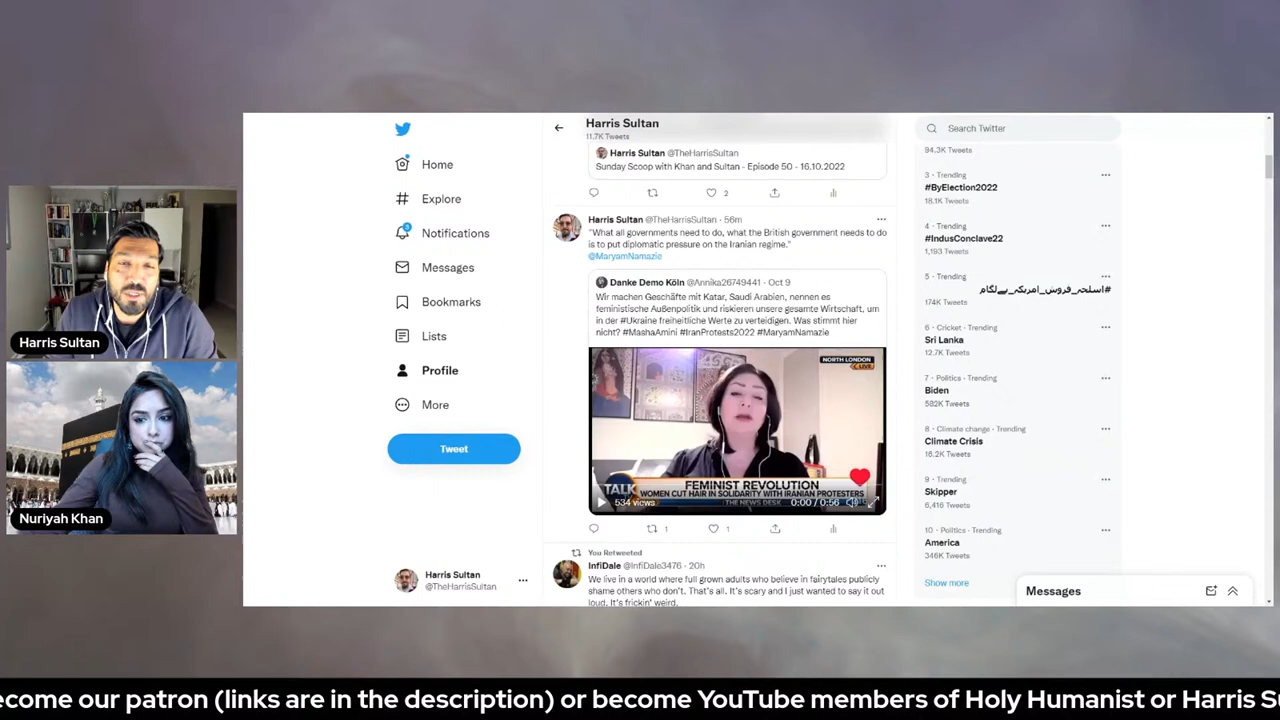 Harris Sultan
Nuriyah Khan
Home
Explore
Notifications
Messages
Bookmarks
Lists
Profile
More
Tweet
Harris Sultan
@TheHarrisSultan
Harris Sultan
11.7K Tweets
Harris Sultan @TheHarrisSultan
Sunday Scoop with Khan and Sultan - Episode 50 - 16.10.2022
2
Harris Sultan @TheHarrisSultan · 56m
"What all governments need to do, what the British government needs to do
is to put diplomatic pressure on the Iranian regime."
@MaryamNamazie
Danke Demo Köln @Annika26749441 · Oct 9
Wir machen Geschäfte mit Katar, Saudi Arabien, nennen es
feministische Außenpolitik und riskieren unsere gesamte Wirtschaft, um
in der #Ukraine freiheitliche Werte zu verteidigen. Was stimmt hier
nicht? #MashaAmini #IranProtests2022 #MaryamNamazie
NORTH LONDON
LIVE
TALK
FEMINIST REVOLUTION
WOMEN CUT HAIR IN SOLIDARITY WITH IRANIAN PROTESTERS
THE NEWS DESK
534 views
0:00 / 0:56
1
1
You Retweeted
InfiDale @InfiDale3476 · 20h
We live in a world where full grown adults who believe in fairytales publicly
shame others who don't. That's all. It's scary and I just wanted to say it out
loud. It's frickin' weird.
Search Twitter
94.3K Tweets
3 · Trending
#ByElection2022
18.1K Tweets
4 · Trending
#IndusConclave22
1,193 Tweets
5 · Trending
#اسلحہ_فروش_امریکہ_بےلگام
174K Tweets
6 · Cricket · Trending
Sri Lanka
12.7K Tweets
7 · Politics · Trending
Biden
582K Tweets
8 · Climate change · Trending
Climate Crisis
16.2K Tweets
9 · Trending
Skipper
6,416 Tweets
10 · Politics · Trending
America
346K Tweets
Show more
Messages
ecome our patron (links are in the description) or become YouTube members of Holy Humanist or Harris S